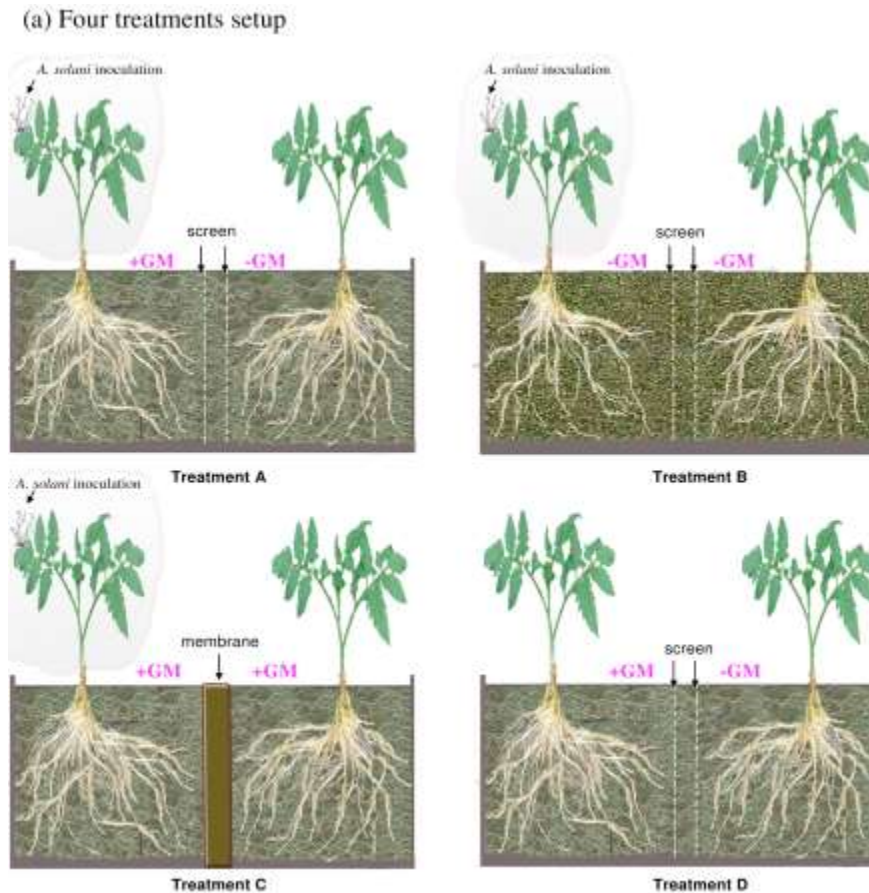 (a) Four treatments setup
A. solani inoculation
A. solani inoculation
screen
screen
+GM
-GM
-GM
-GM
Treatment A
Treatment B
A. solani inoculation
membrane
screen
+GM
+GM
+GM
-GM
Treatment C
Treatment D